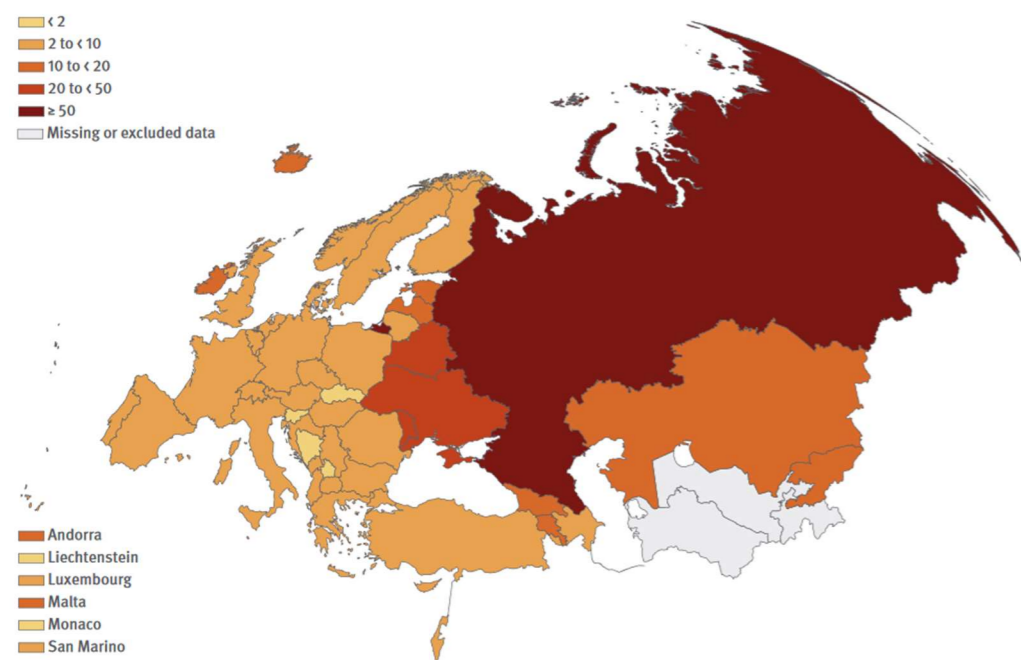 < 2
2 to < 10
10 to < 20
20 to < 50
≥ 50
Missing or excluded data
Andorra
Liechtenstein
Luxembourg
Malta
Monaco
San Marino